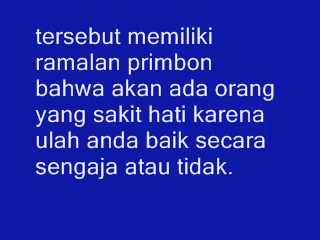 tersebut memiliki
ramalan primbon
bahwa akan ada orang
yang sakit hati karena
ulah anda baik secara
sengaja atau tidak.